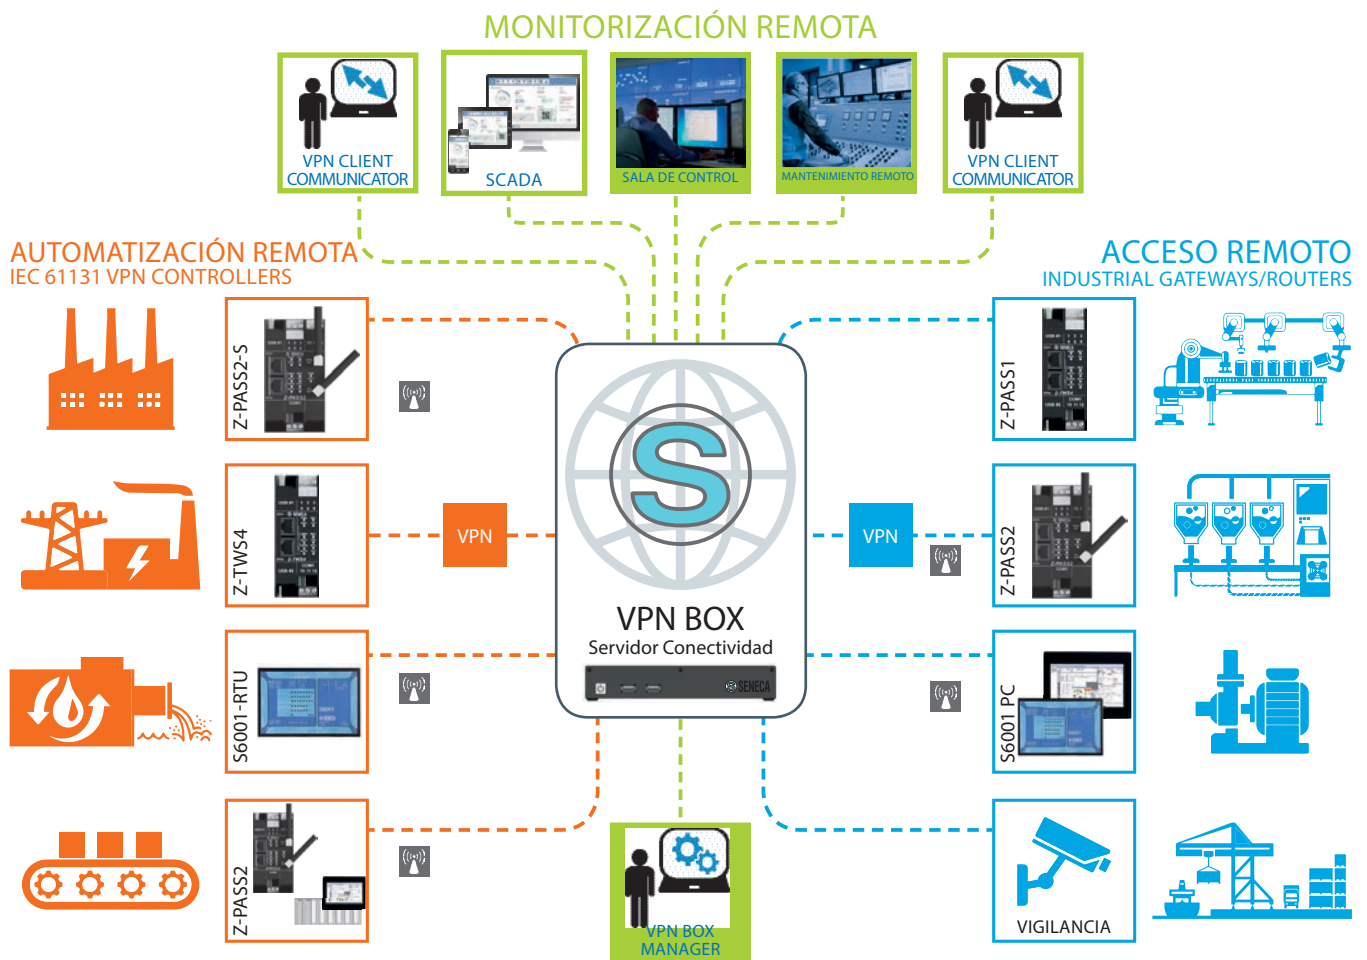 MONITORIZACIÓN REMOTA
VPN CLIENT
COMMUNICATOR
SCADA
SALA DE CONTROL
MANTENIMIENTO REMOTO
VPN CLIENT
COMMUNICATOR
AUTOMATIZACIÓN REMOTA
IEC 61131 VPN CONTROLLERS
ACCESO REMOTO
INDUSTRIAL GATEWAYS/ROUTERS
Z-PASS2-S
Z-TWS4
S6001-RTU
Z-PASS2
VPN
S
VPN BOX
Servidor Conectividad
SENECA
VPN
Z-PASS1
Z-PASS2
S6001 PC
VIGILANCIA
VPN BOX
MANAGER